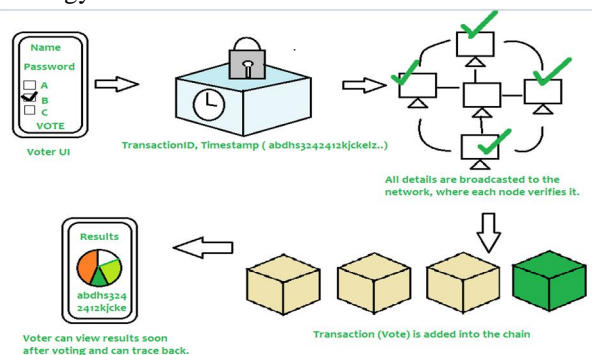 Name
Password
A
B
C
VOTE
Voter UI
TransactionID, Timestamp ( abdhs3242412kjckelz..)
All details are broadcasted to the
network, where each node verifies it.
Results
abdhs324
2412kjcke
Voter can view results soon
after voting and can trace back.
Transaction (Vote) is added into the chain